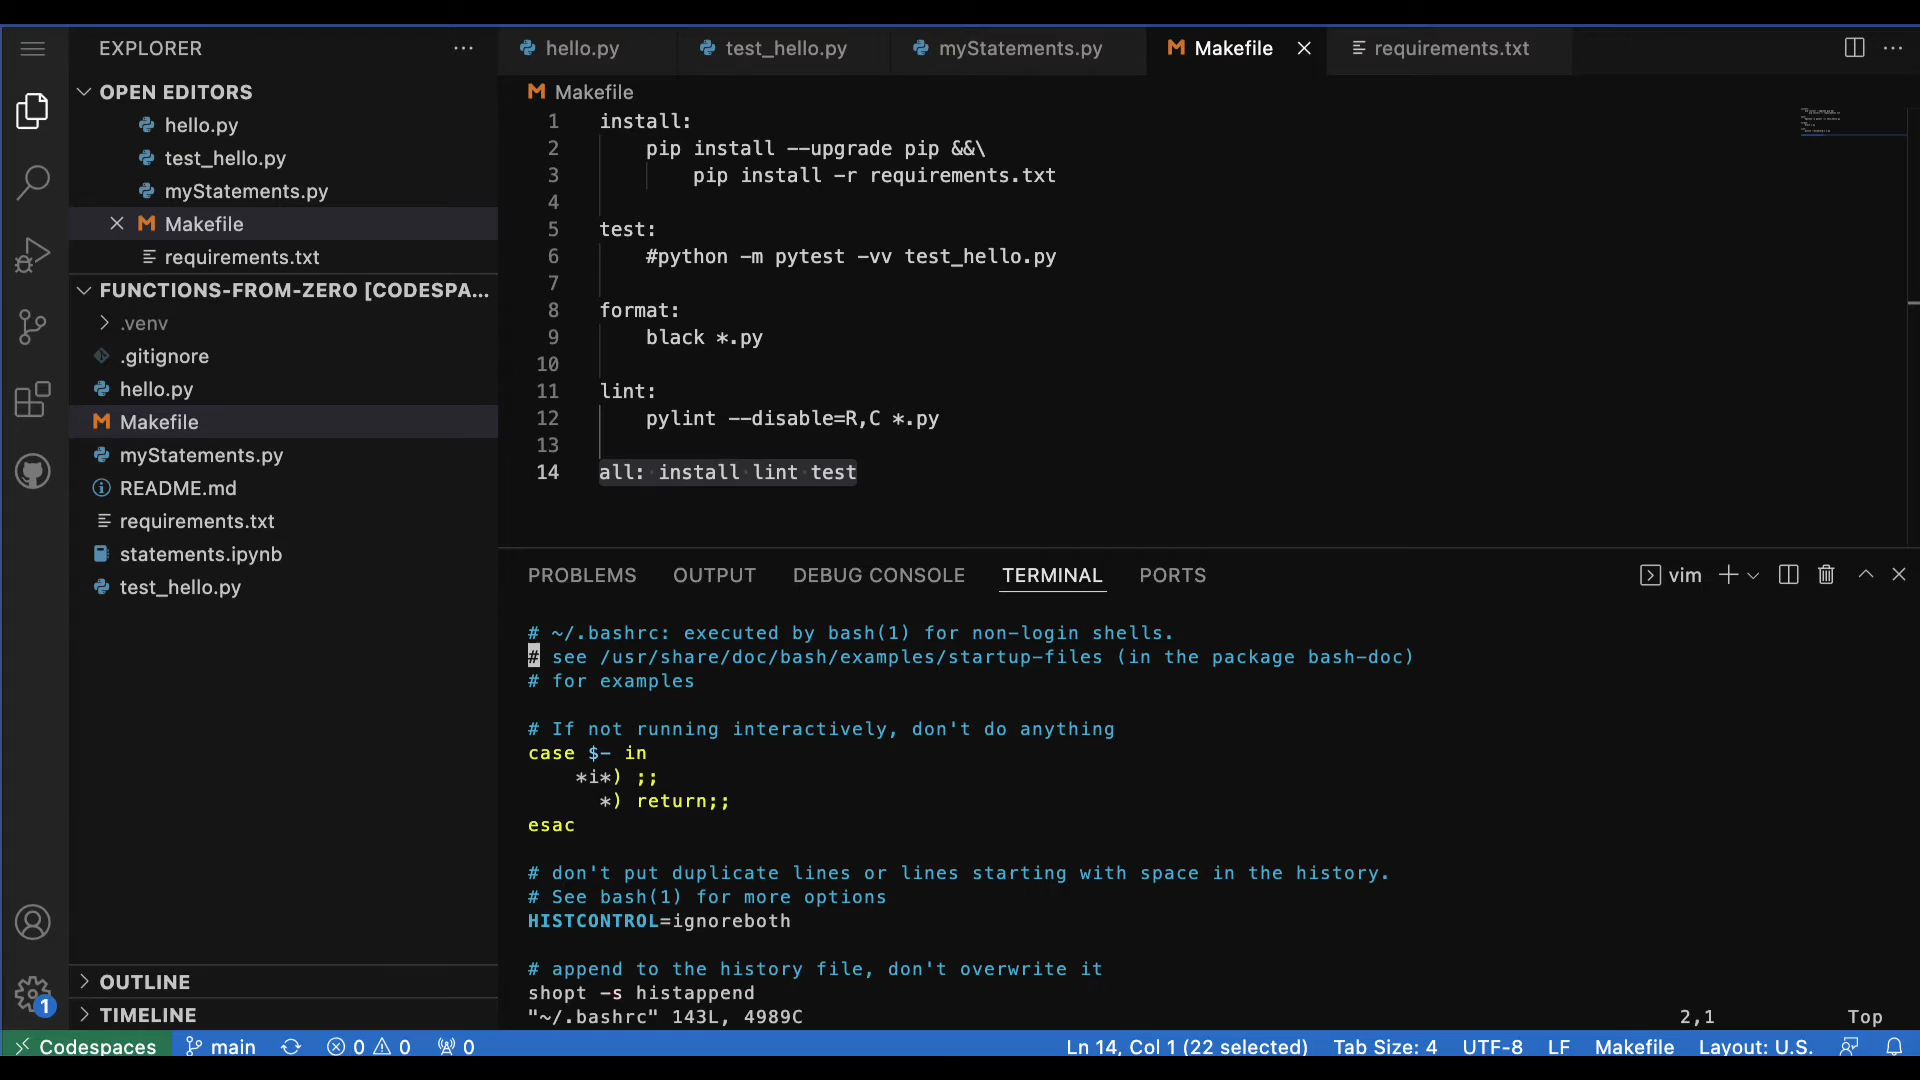 EXPLORER
OPEN EDITORS
hello.py
test_hello.py
myStatements.py
Makefile
requirements.txt
FUNCTIONS-FROM-ZERO [CODESPA...
.venv
.gitignore
hello.py
Makefile
myStatements.py
README.md
requirements.txt
statements.ipynb
test_hello.py
OUTLINE
TIMELINE
1
hello.py test_hello.py myStatements.py Makefile requirements.txt
Makefile
1 install:
2 pip install --upgrade pip &&\
3 pip install -r requirements.txt
4
5 test:
6 #python -m pytest -vv test_hello.py
7
8 format:
9 black *.py
10
11 lint:
12 pylint --disable=R,C *.py
13
14 all: install lint test
PROBLEMS OUTPUT DEBUG CONSOLE TERMINAL PORTS vim
# ~/.bashrc: executed by bash(1) for non-login shells.
# see /usr/share/doc/bash/examples/startup-files (in the package bash-doc)
# for examples
# If not running interactively, don't do anything
case $- in
*i*) ;;
*) return;;
esac
# don't put duplicate lines or lines starting with space in the history.
# See bash(1) for more options
HISTCONTROL=ignoreboth
# append to the history file, don't overwrite it
shopt -s histappend
"~/.bashrc" 143L, 4989C 2,1 Top
Codespaces main 0 0 0 Ln 14, Col 1 (22 selected) Tab Size: 4 UTF-8 LF Makefile Layout: U.S.